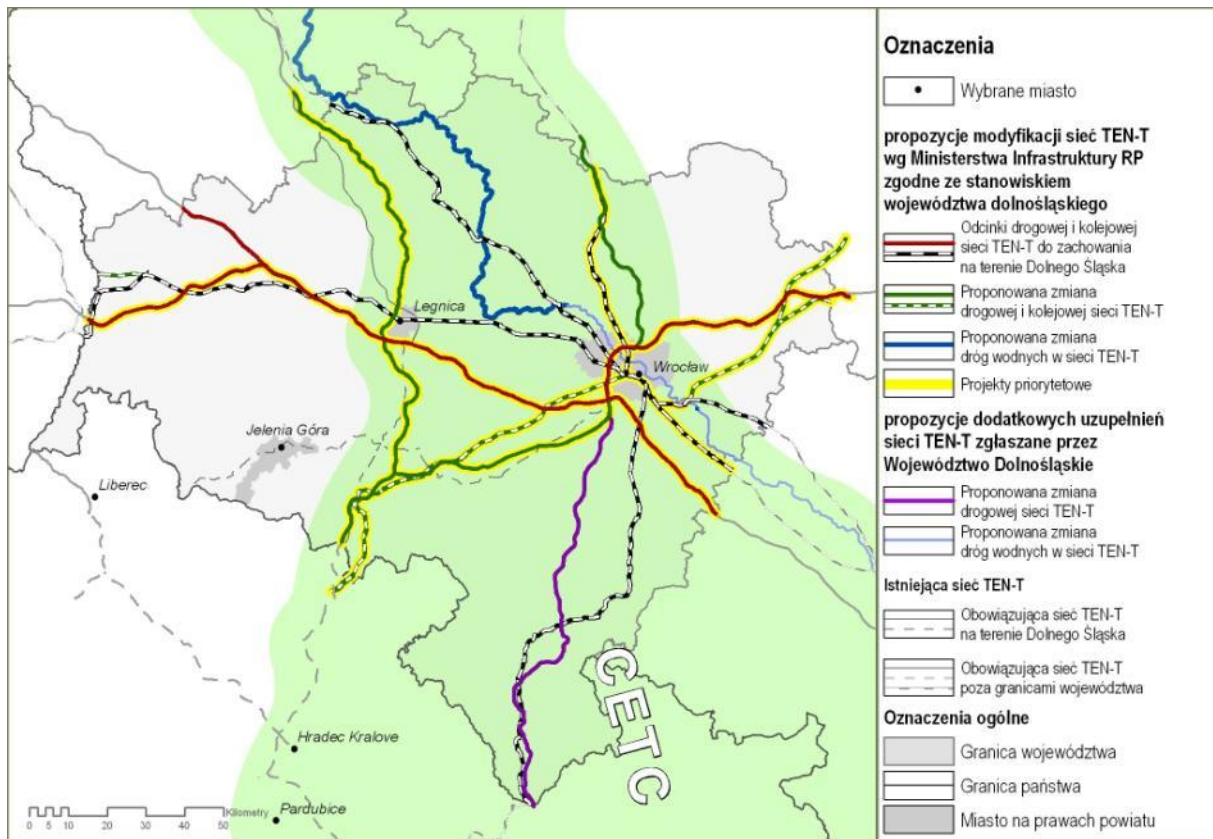 Legnica
Wrocław
Jelenia Góra
Liberec
CETC
Hradec Kralove
Pardubice
Kilometry
0 5 10 20 30 40 50
Oznaczenia
Wybrane miasto
propozycje modyfikacji sieć TEN-T
wg Ministerstwa Infrastruktury RP
zgodne ze stanowiskiem
województwa dolnośląskiego
Odcinki drogowej i kolejowej
sieci TEN-T do zachowania
na terenie Dolnego Śląska
Proponowana zmiana
drogowej i kolejowej sieci TEN-T
Proponowana zmiana
dróg wodnych w sieci TEN-T
Projekty priorytetowe
propozycje dodatkowych uzupełnień
sieci TEN-T zgłaszane przez
Województwo Dolnośląskie
Proponowana zmiana
drogowej sieci TEN-T
Proponowana zmiana
dróg wodnych w sieci TEN-T
Istniejąca sieć TEN-T
Obowiązująca sieć TEN-T
na terenie Dolnego Śląska
Obowiązująca sieć TEN-T
poza granicami województwa
Oznaczenia ogólne
Granica województwa
Granica państwa
Miasto na prawach powiatu